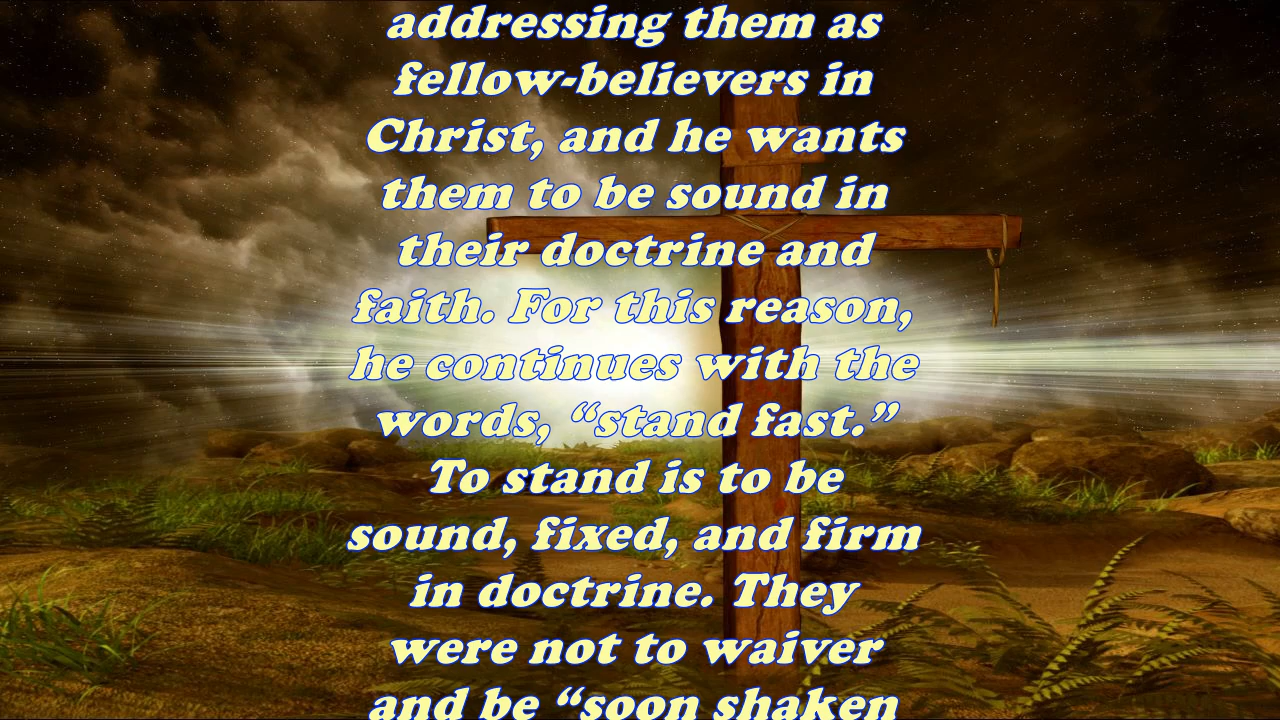 addressing them as
fellow-believers in
Christ, and he wants
them to be sound in
their doctrine and
faith. For this reason,
he continues with the
words, “stand fast.”
To stand is to be
sound, fixed, and firm
in doctrine. They
were not to waiver
and be “soon shaken